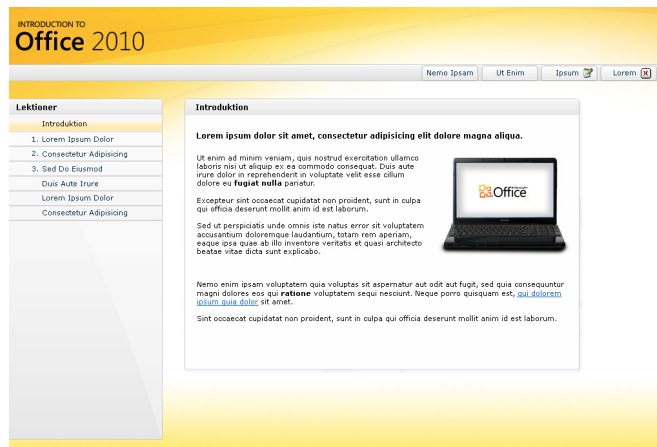 INTRODUCTION TO
Office 2010
Nemo Ipsam
Ut Enim
Ipsum
Lorem
Lektioner
Introduktion
1. Lorem Ipsum Dolor
2. Consectetur Adipisicing
3. Sed Do Eiusmod
Duis Aute Irure
Lorem Ipsum Dolor
Consectetur Adipisicing
Introduktion
Lorem ipsum dolor sit amet, consectetur adipisicing elit dolore magna aliqua.
Ut enim ad minim veniam, quis nostrud exercitation ullamco
laboris nisi ut aliquip ex ea commodo consequat. Duis aute
irure dolor in reprehenderit in voluptate velit esse cillum
dolore eu fugiat nulla pariatur.
Excepteur sint occaecat cupidatat non proident, sunt in culpa
qui officia deserunt mollit anim id est laborum.
Sed ut perspiciatis unde omnis iste natus error sit voluptatem
accusantium doloremque laudantium, totam rem aperiam,
eaque ipsa quae ab illo inventore veritatis et quasi architecto
beatae vitae dicta sunt explicabo.
Office
Nemo enim ipsam voluptatem quia voluptas sit aspernatur aut odit aut fugit, sed quia consequuntur
magni dolores eos qui ratione voluptatem sequi nesciunt. Neque porro quisquam est, qui dolorem
ipsum quia dolor sit amet.
Sint occaecat cupidatat non proident, sunt in culpa qui officia deserunt mollit anim id est laborum.